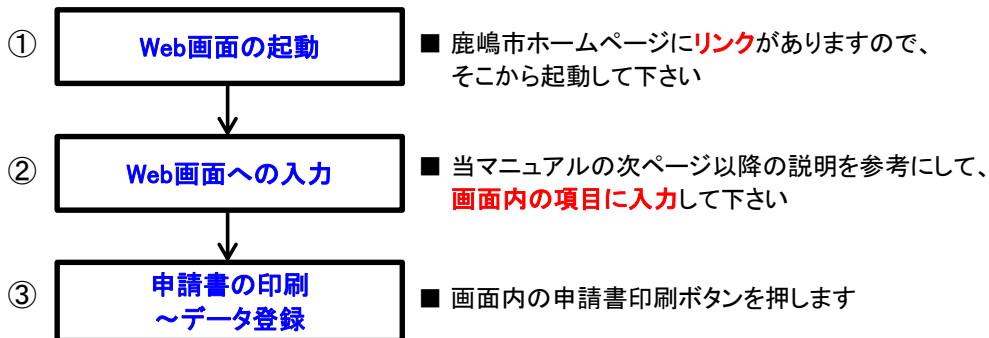 ① Web画面の起動 ■ 鹿嶋市ホームページにリンクがありますので、
そこから起動して下さい
② Web画面への入力 ■ 当マニュアルの次ページ以降の説明を参考にして、
画面内の項目に入力して下さい
③ 申請書の印刷
～データ登録
■ 画面内の申請書印刷ボタンを押します